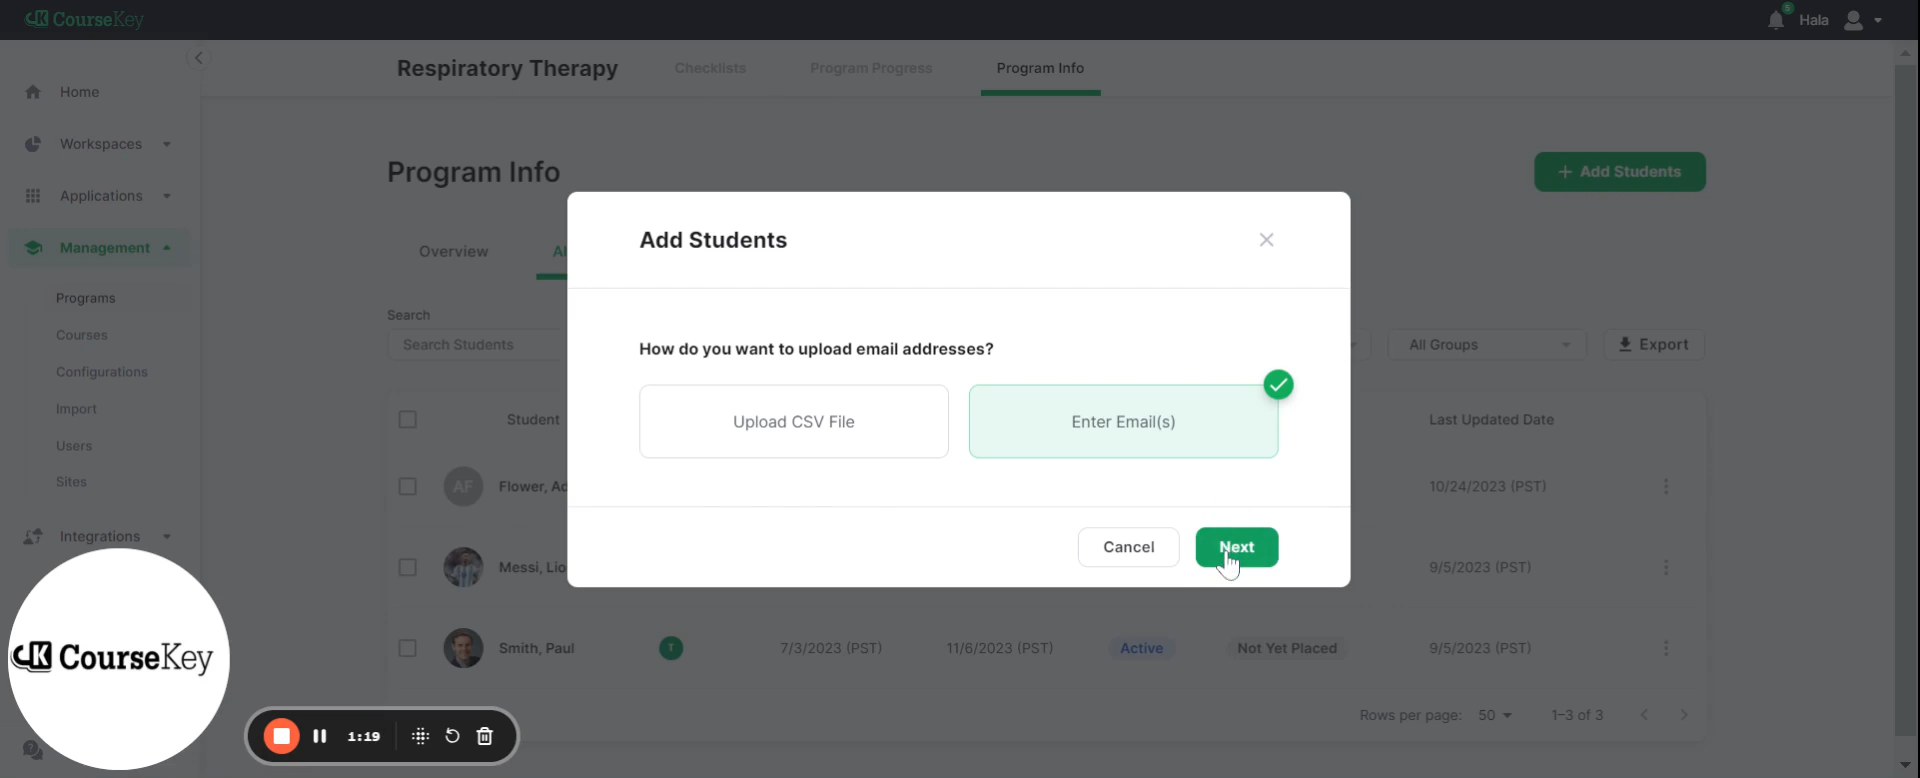 CourseKey
5
Hala
Respiratory Therapy
Checklists
Program Progress
Program Info
Home
Workspaces
Applications
Management
Programs
Courses
Configurations
Import
Users
Sites
Integrations
Program Info
+ Add Students
Overview
Search
Search Students
All Groups
Export
Add Students
How do you want to upload email addresses?
Upload CSV File
Enter Email(s)
Cancel
Next
Student
Last Updated Date
AF
Flower, Ad
10/24/2023 (PST)
Messi, Lio
9/5/2023 (PST)
Smith, Paul
T
7/3/2023 (PST)
11/6/2023 (PST)
Active
Not Yet Placed
9/5/2023 (PST)
Rows per page:
50
1-3 of 3
CK CourseKey
1:19